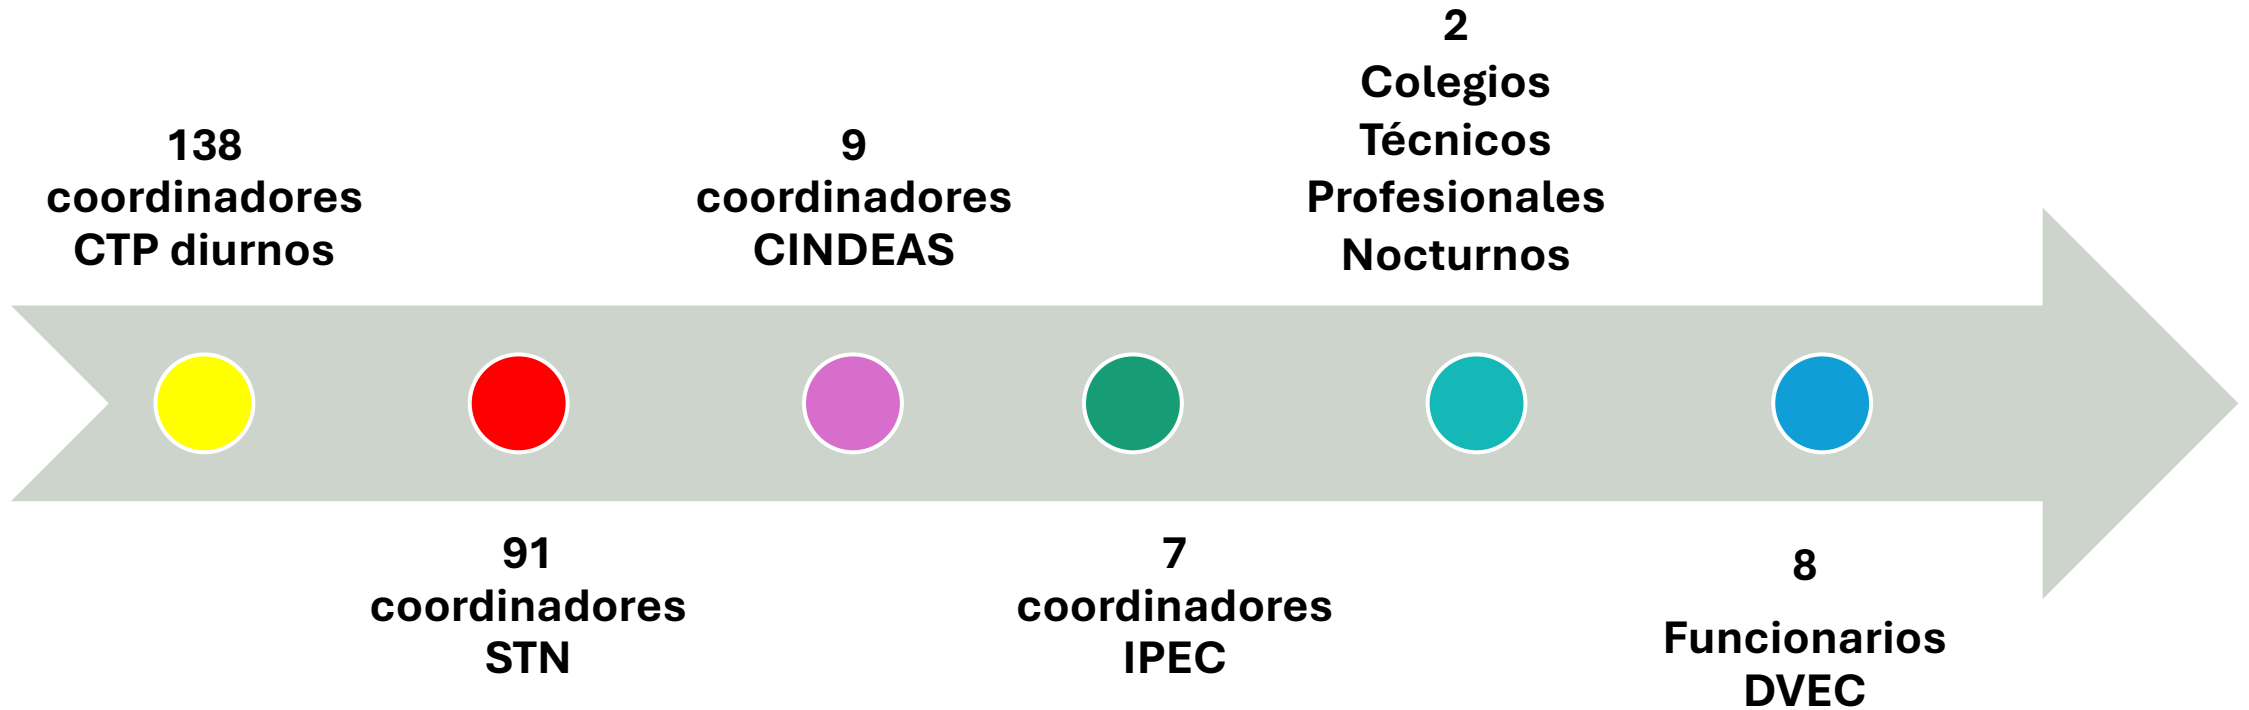 138
coordinadores
CTP diurnos
91
coordinadores
STN
9
coordinadores
CINDEAS
7
coordinadores
IPEC
2
Colegios
Técnicos
Profesionales
Nocturnos
8
Funcionarios
DVEC